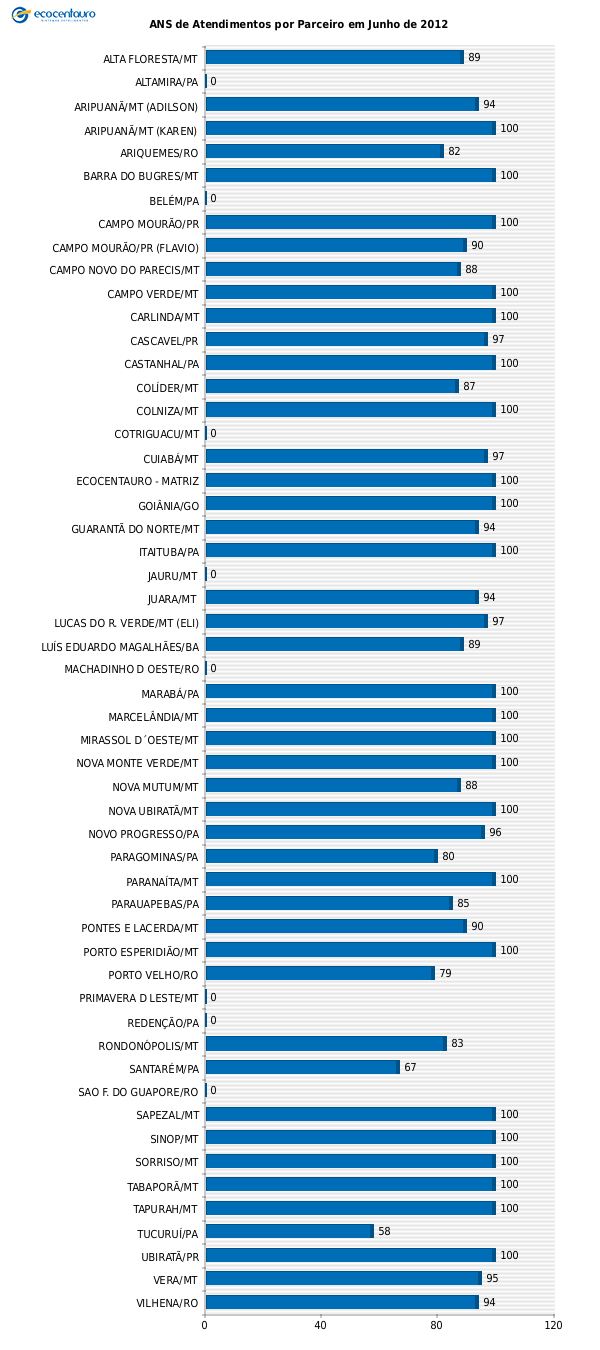 ecocentauro
ANS de Atendimentos por Parceiro em Junho de 2012
ALTA FLORESTA/MT 89
ALTAMIRA/PA 0
ARIPUANÃ/MT (ADILSON) 94
ARIPUANÃ/MT (KAREN) 100
ARIQUEMES/RO 82
BARRA DO BUGRES/MT 100
BELÉM/PA 0
CAMPO MOURÃO/PR 100
CAMPO MOURÃO/PR (FLAVIO) 90
CAMPO NOVO DO PARECIS/MT 88
CAMPO VERDE/MT 100
CARLINDA/MT 100
CASCAVEL/PR 97
CASTANHAL/PA 100
COLÍDER/MT 87
COLNIZA/MT 100
COTRIGUACU/MT 0
CUIABÁ/MT 97
ECOCENTAURO - MATRIZ 100
GOIÂNIA/GO 100
GUARANTÃ DO NORTE/MT 94
ITAITUBA/PA 100
JAURU/MT 0
JUARA/MT 94
LUCAS DO R. VERDE/MT (ELI) 97
LUÍS EDUARDO MAGALHÃES/BA 89
MACHADINHO D OESTE/RO 0
MARABÁ/PA 100
MARCELÂNDIA/MT 100
MIRASSOL D´OESTE/MT 100
NOVA MONTE VERDE/MT 100
NOVA MUTUM/MT 88
NOVA UBIRATÃ/MT 100
NOVO PROGRESSO/PA 96
PARAGOMINAS/PA 80
PARANAÍTA/MT 100
PARAUAPEBAS/PA 85
PONTES E LACERDA/MT 90
PORTO ESPERIDIÃO/MT 100
PORTO VELHO/RO 79
PRIMAVERA D LESTE/MT 0
REDENÇÃO/PA 0
RONDONÓPOLIS/MT 83
SANTARÉM/PA 67
SAO F. DO GUAPORE/RO 0
SAPEZAL/MT 100
SINOP/MT 100
SORRISO/MT 100
TABAPORÃ/MT 100
TAPURAH/MT 100
TUCURUÍ/PA 58
UBIRATÃ/PR 100
VERA/MT 95
VILHENA/RO 94
0 40 80 120